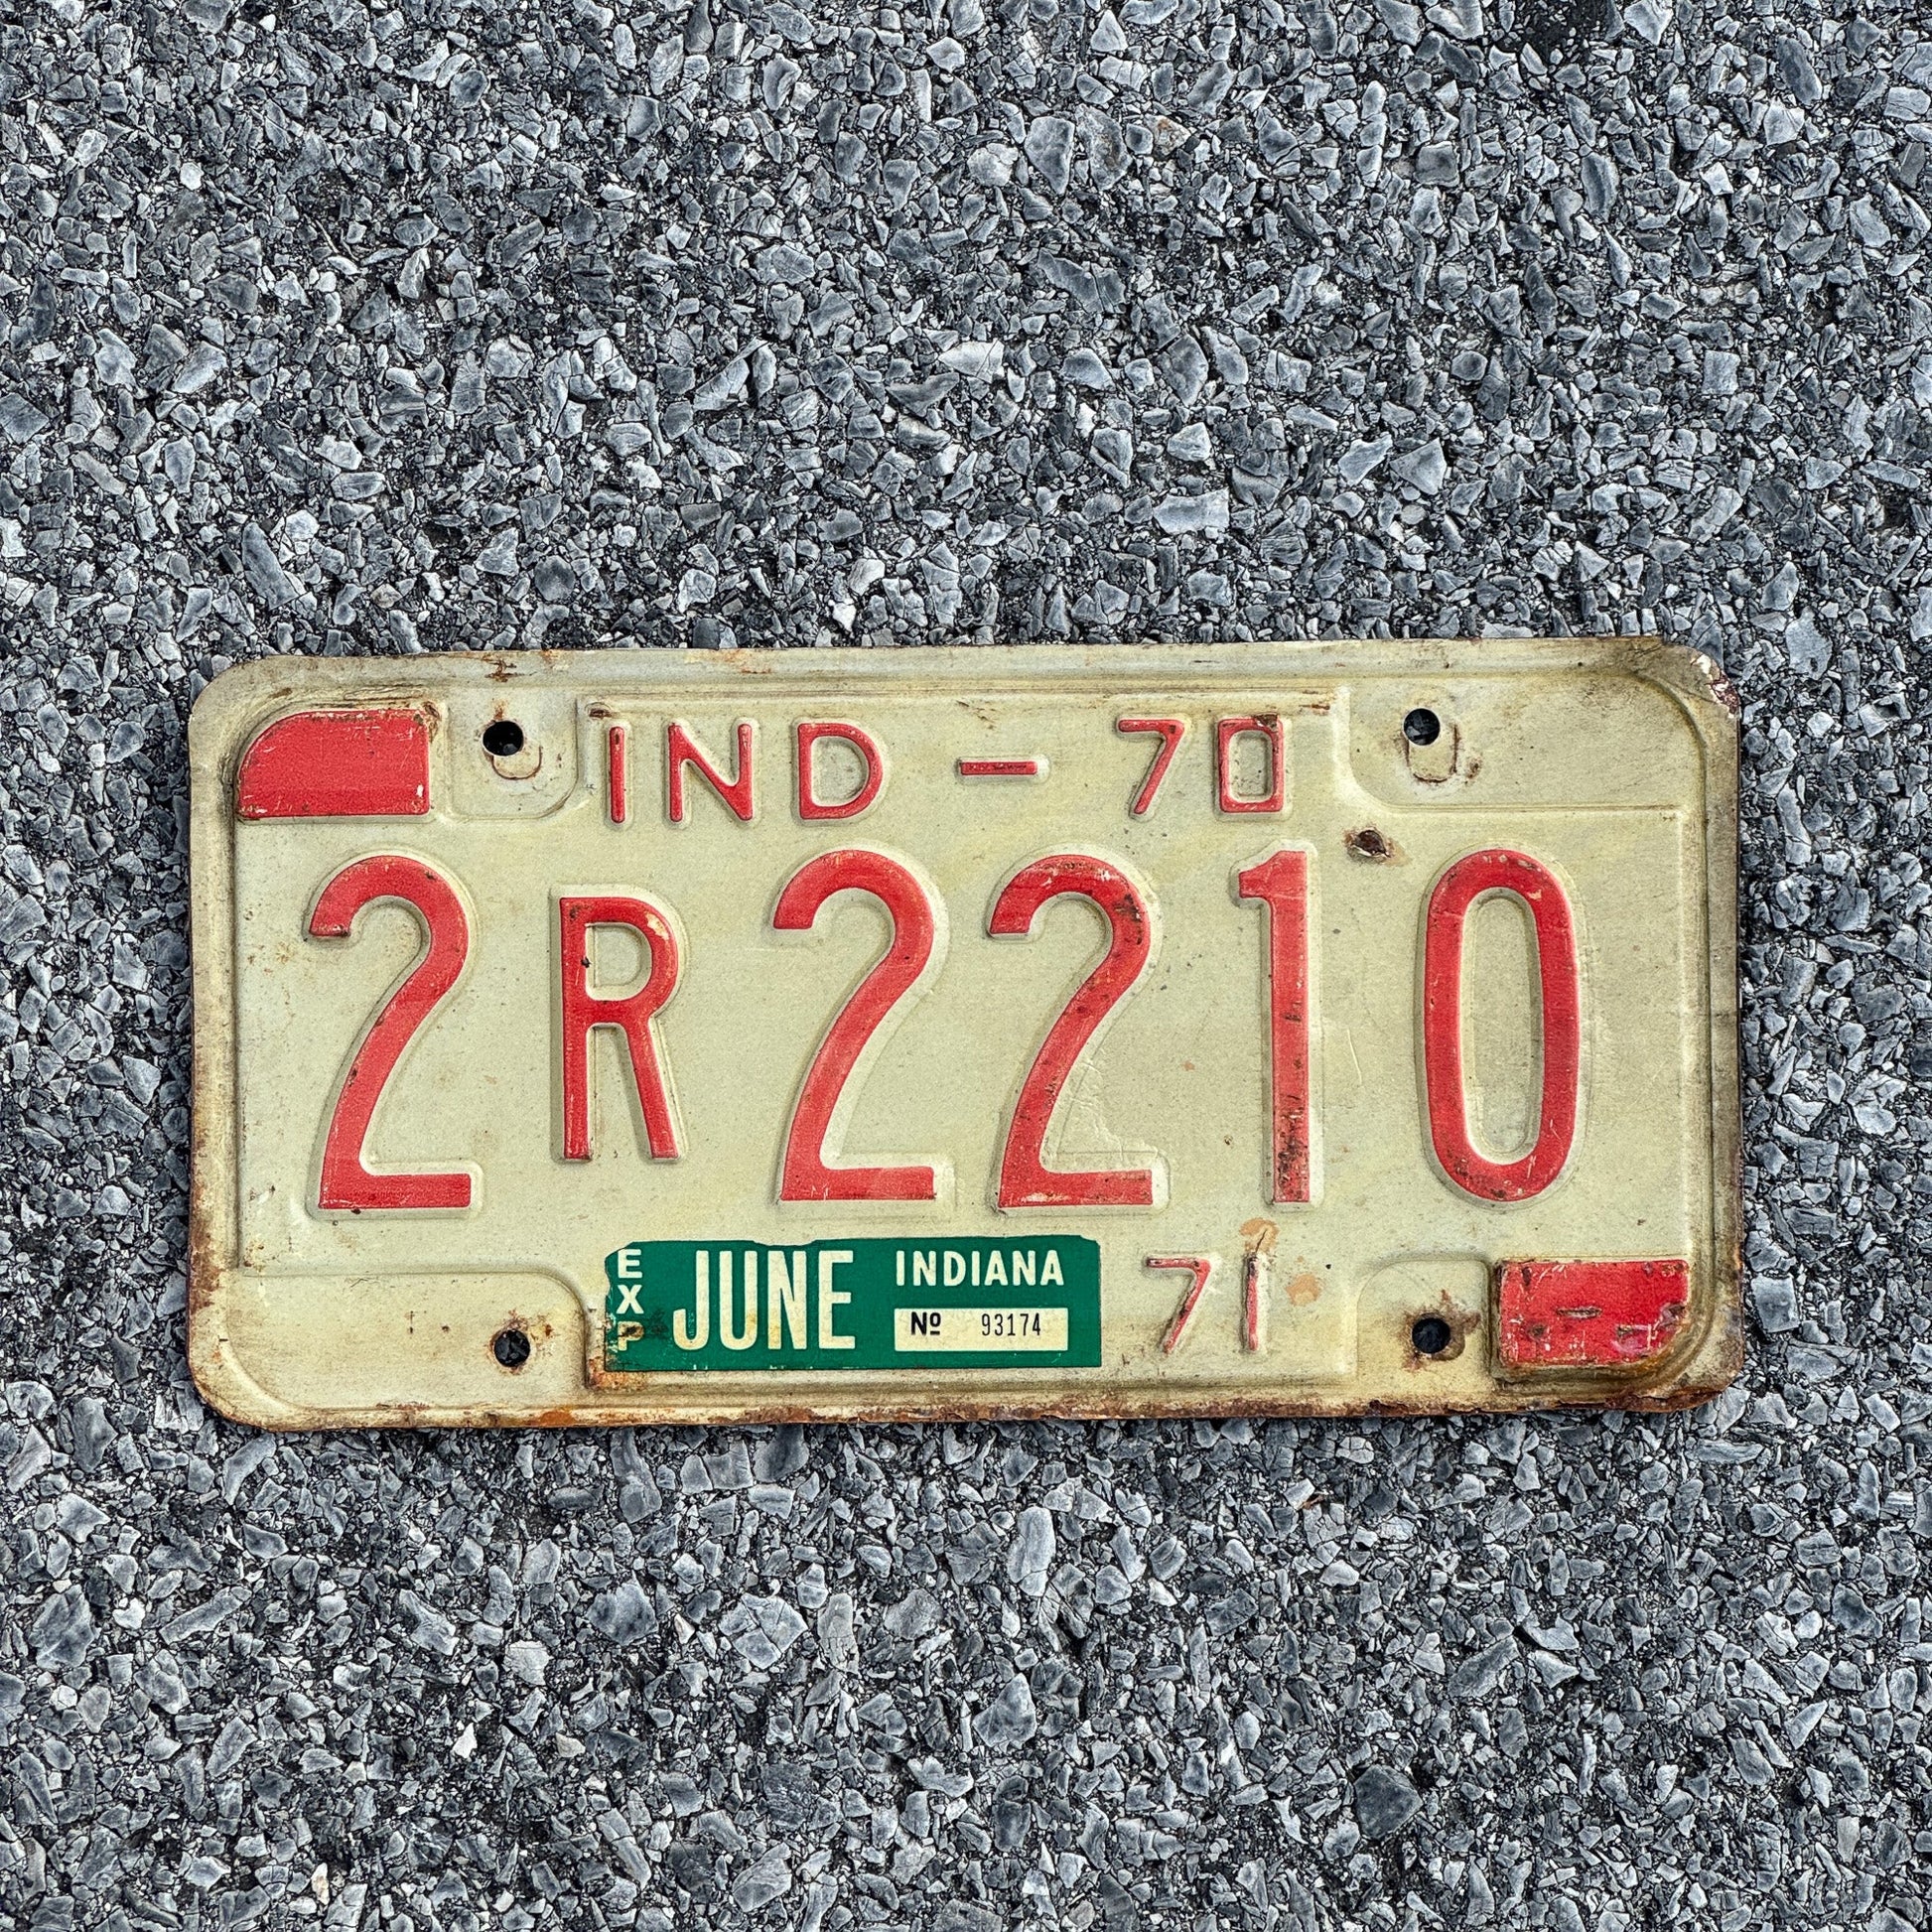 IND - 70
2R2210
EXP JUNE INDIANA 71
Nº 93174